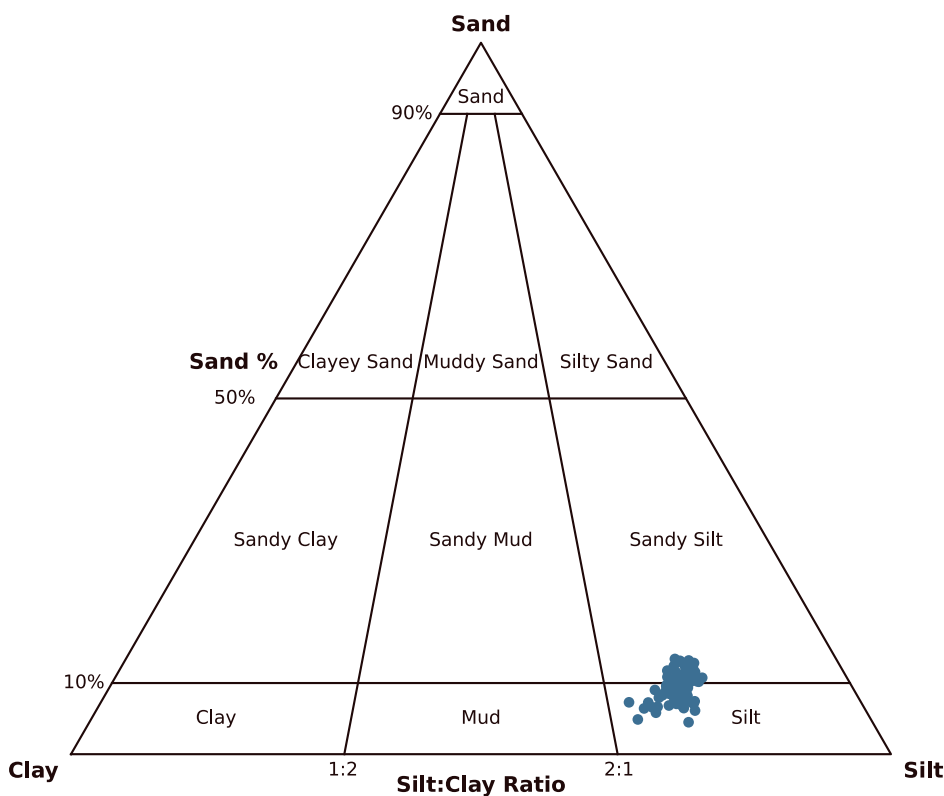 Sand
Sand
90%
Sand %
Clayey Sand
Muddy Sand
Silty Sand
50%
Sandy Clay
Sandy Mud
Sandy Silt
10%
Clay
Mud
Silt
Clay
1:2
2:1
Silt
Silt:Clay Ratio